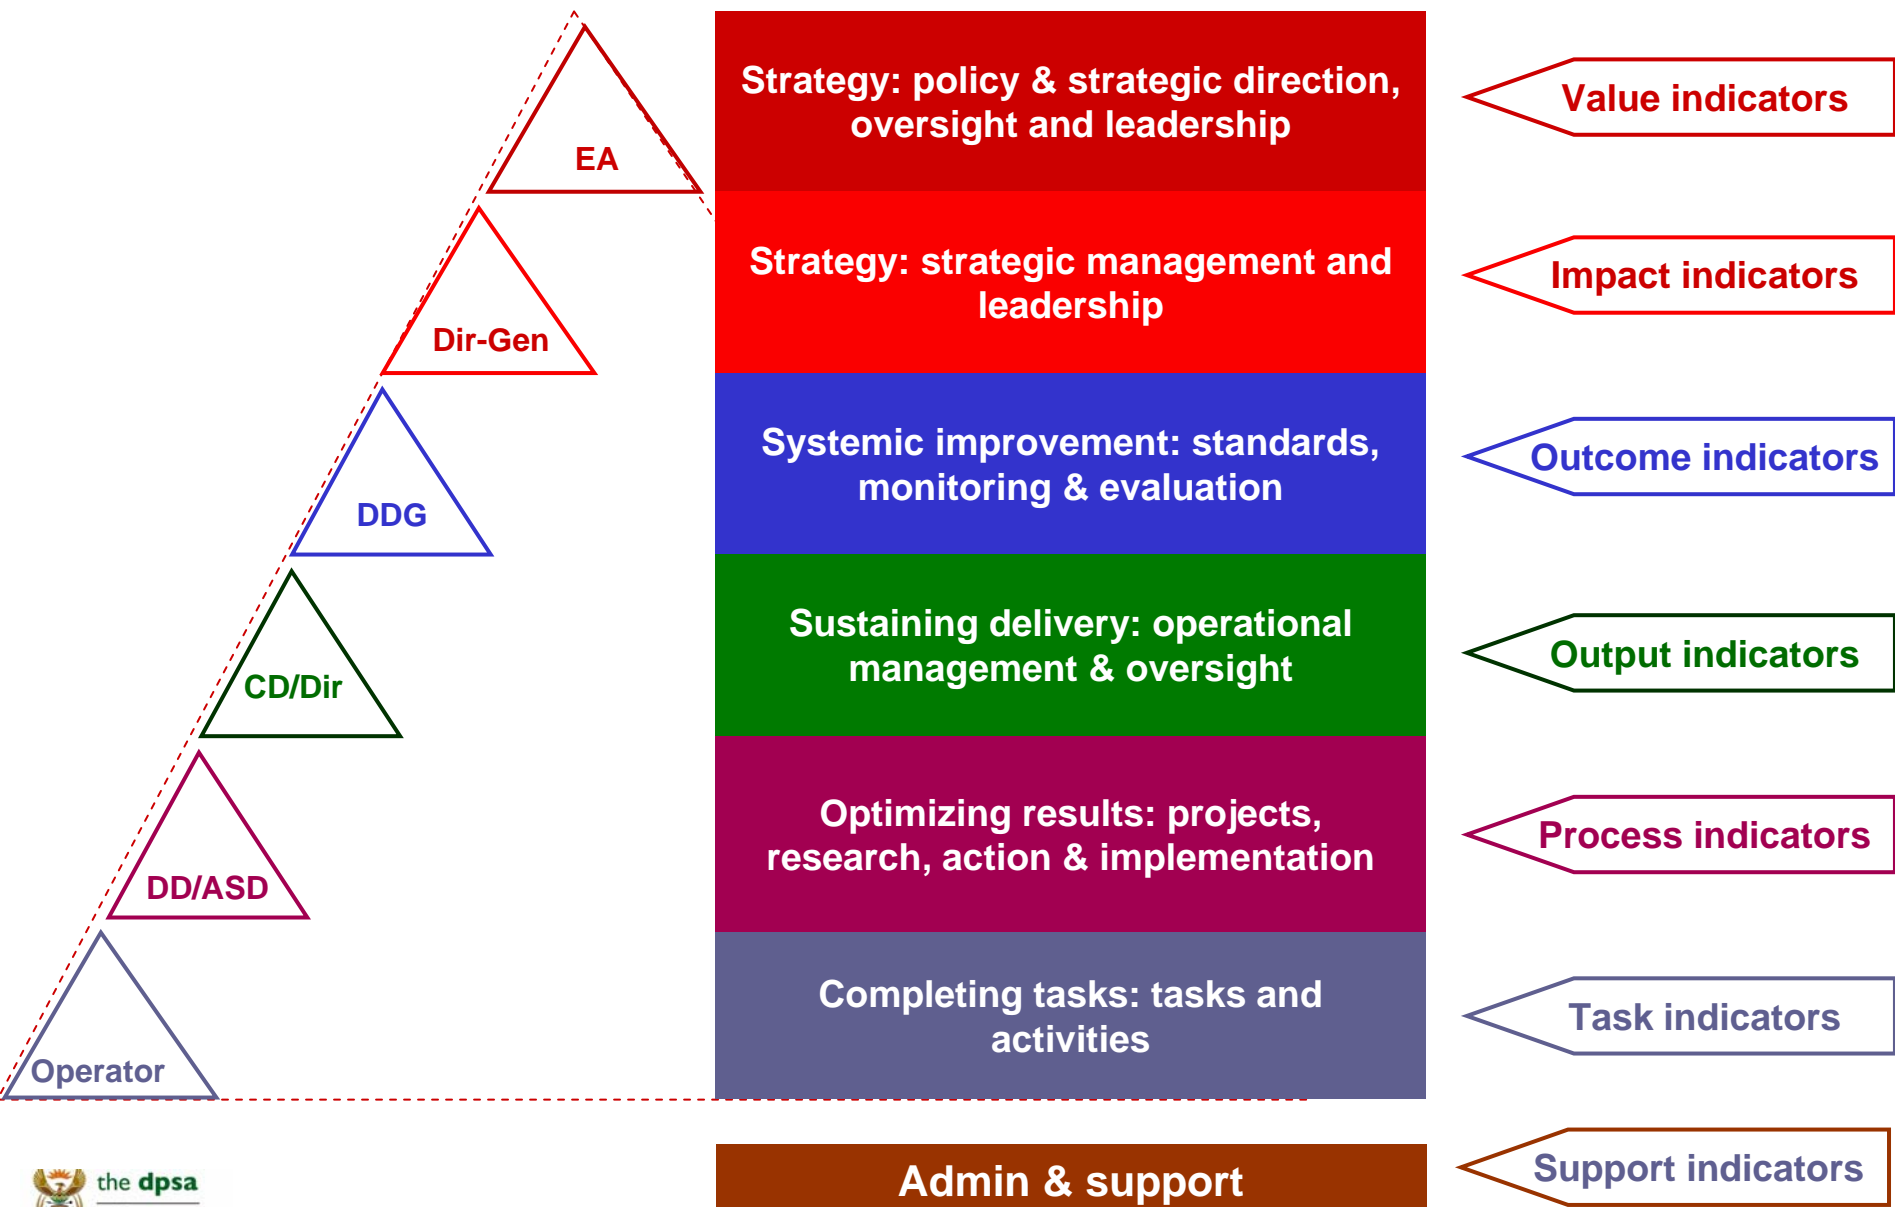 Strategy: policy & strategic direction,
oversight and leadership
Value indicators
EA
Strategy: strategic management and
leadership
Impact indicators
Dir-Gen
Systemic improvement: standards,
monitoring & evaluation
Outcome indicators
DDG
Sustaining delivery: operational
management & oversight
Output indicators
CD/Dir
Optimizing results: projects,
research, action & implementation
Process indicators
DD/ASD
Completing tasks: tasks and
activities
Task indicators
Operator
Admin & support
Support indicators
the dpsa